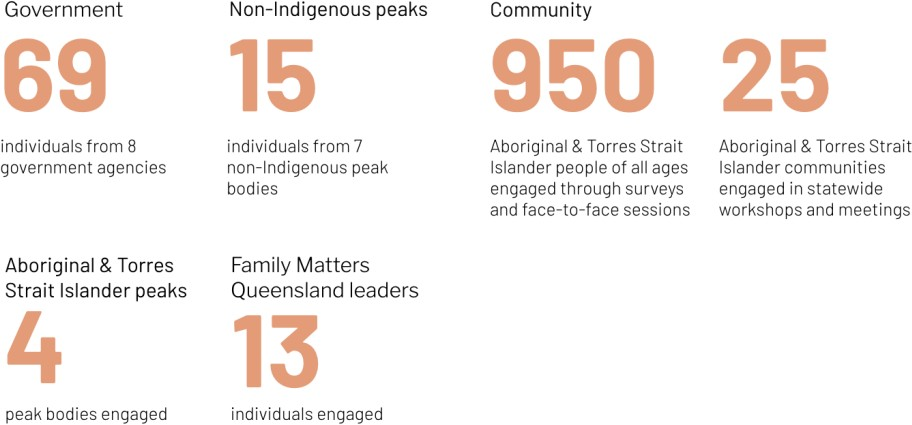 Government
69
individuals from 8
government agencies
Non-Indigenous peaks
15
individuals from 7
non-Indigenous peak
bodies
Community
950
Aboriginal & Torres Strait
Islander people of all ages
engaged through surveys
and face-to-face sessions
25
Aboriginal & Torres Strait
Islander communities
engaged in statewide
workshops and meetings
Aboriginal & Torres
Strait Islander peaks
4
peak bodies engaged
Family Matters
Queensland leaders
13
individuals engaged